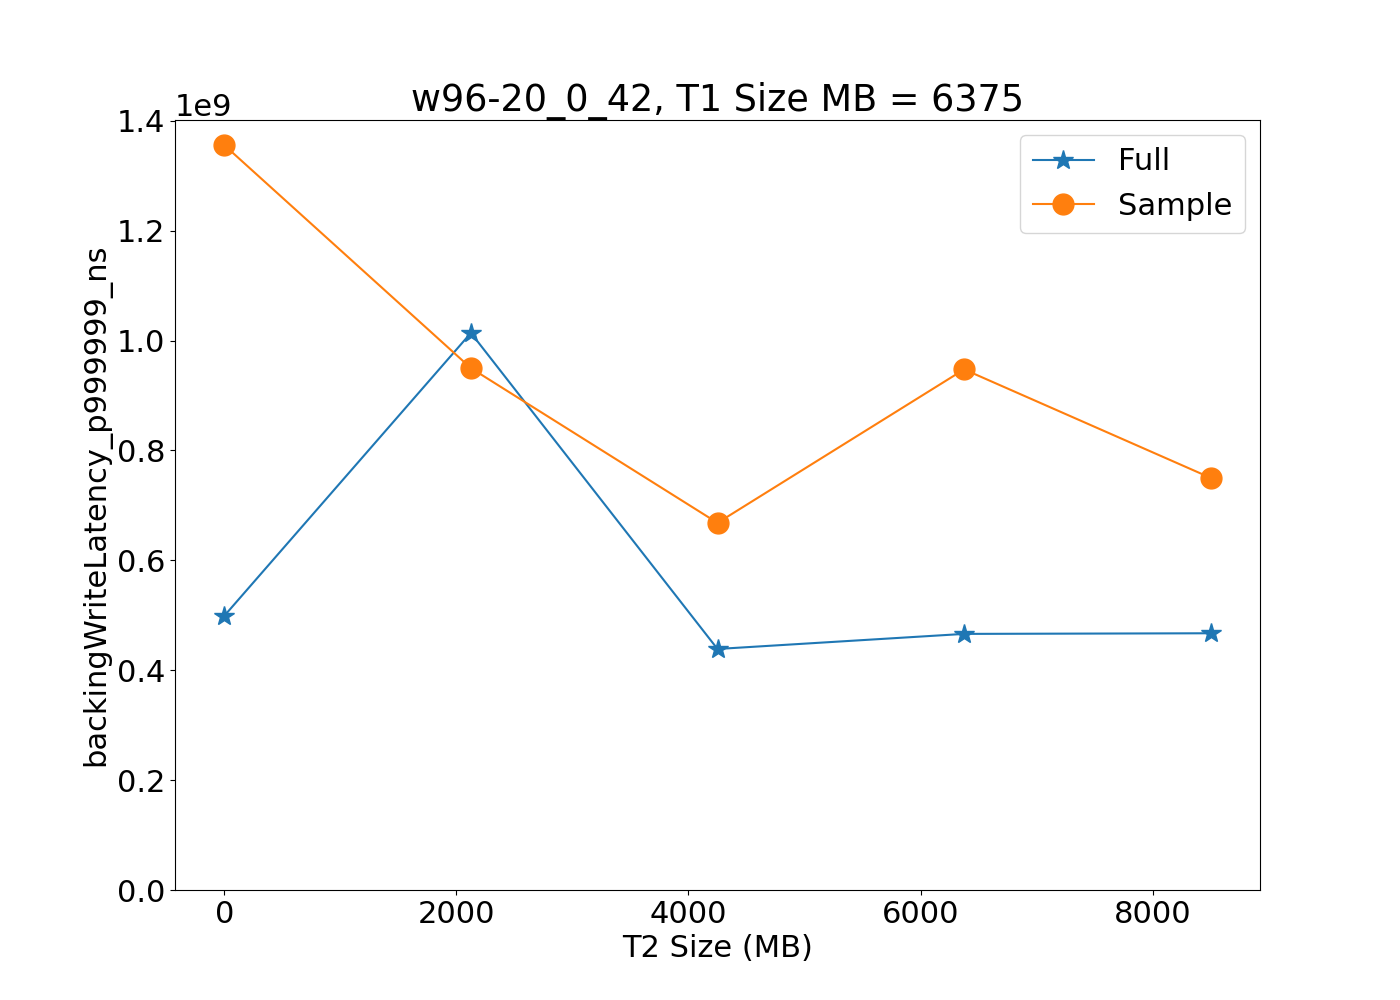 w96-20_0_42, T1 Size MB = 6375
1e9
1.4
1.2
1.0
0.8
0.6
0.4
0.2
0.0
backingWriteLatency_p999999_ns
Full
Sample
0 2000 4000 6000 8000
T2 Size (MB)